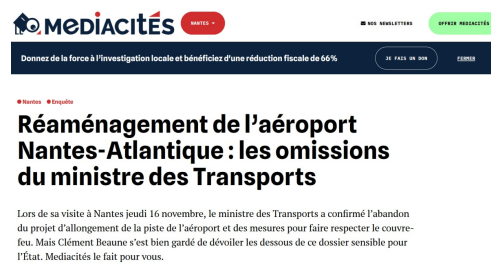 MEDIACITÉS
NANTES
NOS NEWSLETTERS
OFFRIR MEDIACITÉS
Donnez de la force à l'investigation locale et bénéficiez d'une réduction fiscale de 66%
JE FAIS UN DON
FERMER
Nantes Enquête
Réaménagement de l'aéroport
Nantes-Atlantique : les omissions
du ministre des Transports
Lors de sa visite à Nantes jeudi 16 novembre, le ministre des Transports a confirmé l'abandon
du projet d'allongement de la piste de l'aéroport et des mesures pour faire respecter le couvre-
feu. Mais Clément Beaune s'est bien gardé de dévoiler les dessous de ce dossier sensible pour
l'État. Mediacités le fait pour vous.